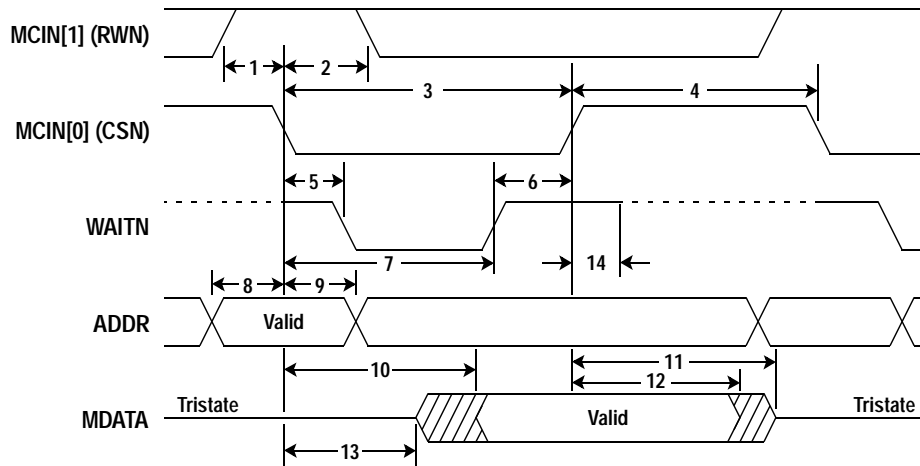 MCIN[1] (RWN)
1
2
3
4
MCIN[0] (CSN)
5
6
WAITN
7
14
8
9
ADDR
Valid
10
11
12
MDATA
Tristate
Valid
Tristate
13